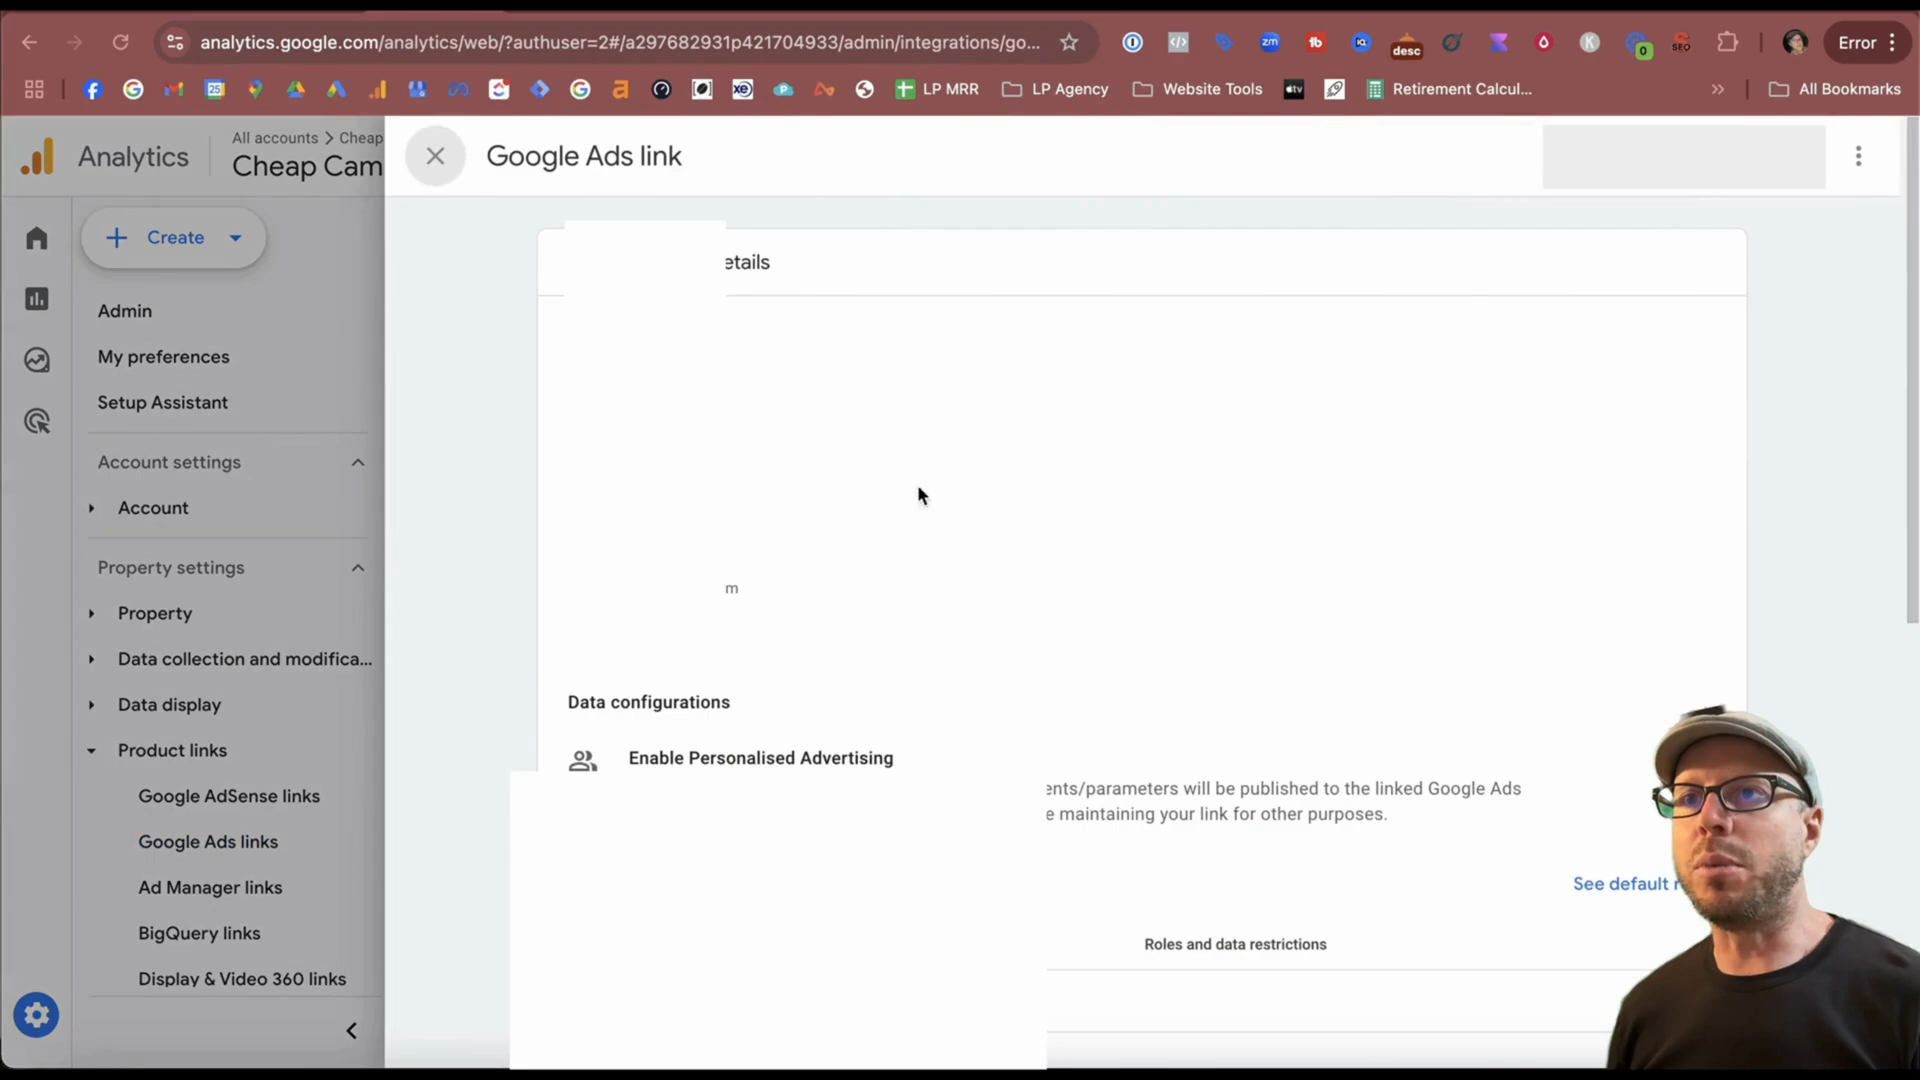 analytics.google.com/analytics/web/?authuser=2#/a297682931p421704933/admin/integrations/go...
Error
LP MRR
LP Agency
Website Tools
Retirement Calcul...
All Bookmarks
Analytics
All accounts > Cheap
Cheap Cam
Google Ads link
Create
Admin
My preferences
Setup Assistant
Account settings
Account
Property settings
Property
Data collection and modifica...
Data display
Product links
Google AdSense links
Google Ads links
Ad Manager links
BigQuery links
Display & Video 360 links
etails
m
Data configurations
Enable Personalised Advertising
ents/parameters will be published to the linked Google Ads
e maintaining your link for other purposes.
See default r
Roles and data restrictions
zm
desc
0
SEO
25
xe
tv